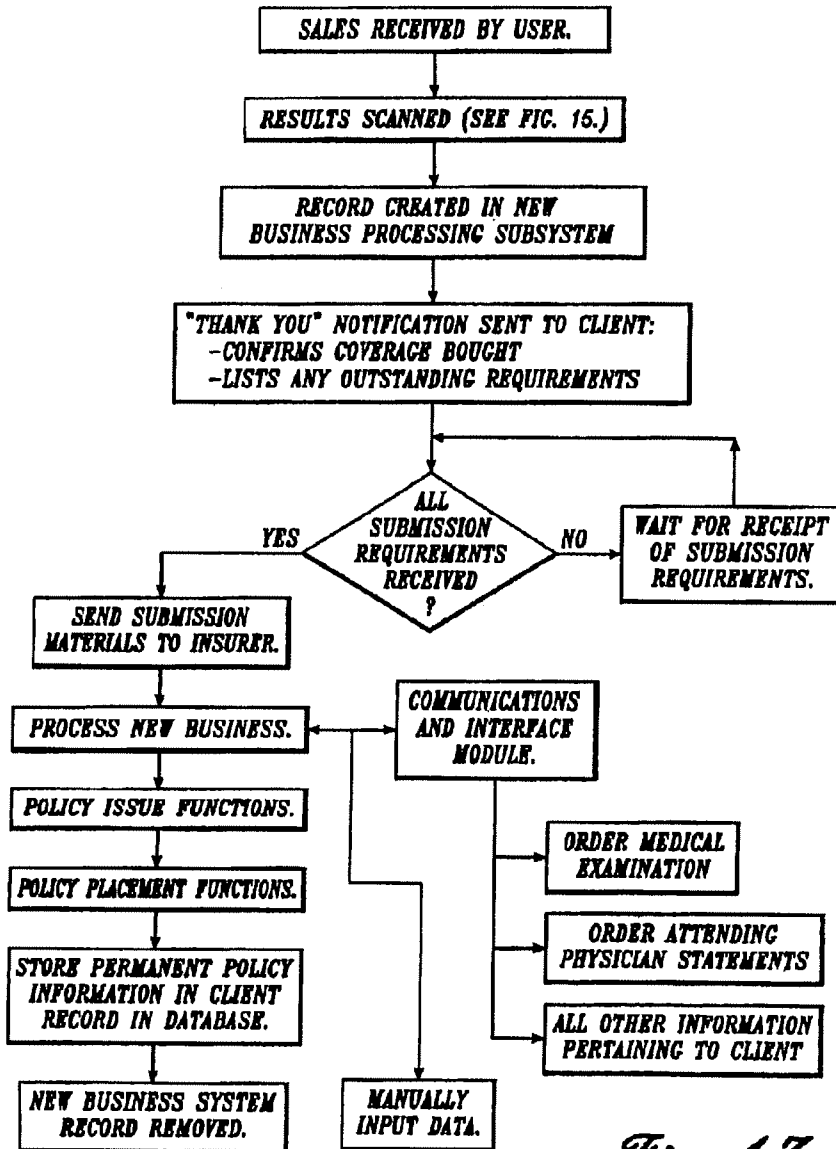 SALES RECEIVED BY USER.
RESULTS SCANNED (SEE FIG. 15.)
RECORD CREATED IN NEW
BUSINESS PROCESSING SUBSYSTEM
"THANK YOU" NOTIFICATION SENT TO CLIENT:
-CONFIRMS COVERAGE BOUGHT
-LISTS ANY OUTSTANDING REQUIREMENTS
ALL
SUBMISSION
REQUIREMENTS
RECEIVED
?
YES
NO
WAIT FOR RECEIPT
OF SUBMISSION
REQUIREMENTS.
SEND SUBMISSION
MATERIALS TO INSURER.
PROCESS NEW BUSINESS.
COMMUNICATIONS
AND INTERFACE
MODULE.
POLICY ISSUE FUNCTIONS.
ORDER MEDICAL
EXAMINATION
POLICY PLACEMENT FUNCTIONS.
ORDER ATTENDING
PHYSICIAN STATEMENTS
STORE PERMANENT POLICY
INFORMATION IN CLIENT
RECORD IN DATABASE.
ALL OTHER INFORMATION
PERTAINING TO CLIENT
NEW BUSINESS SYSTEM
RECORD REMOVED.
MANUALLY
INPUT DATA.